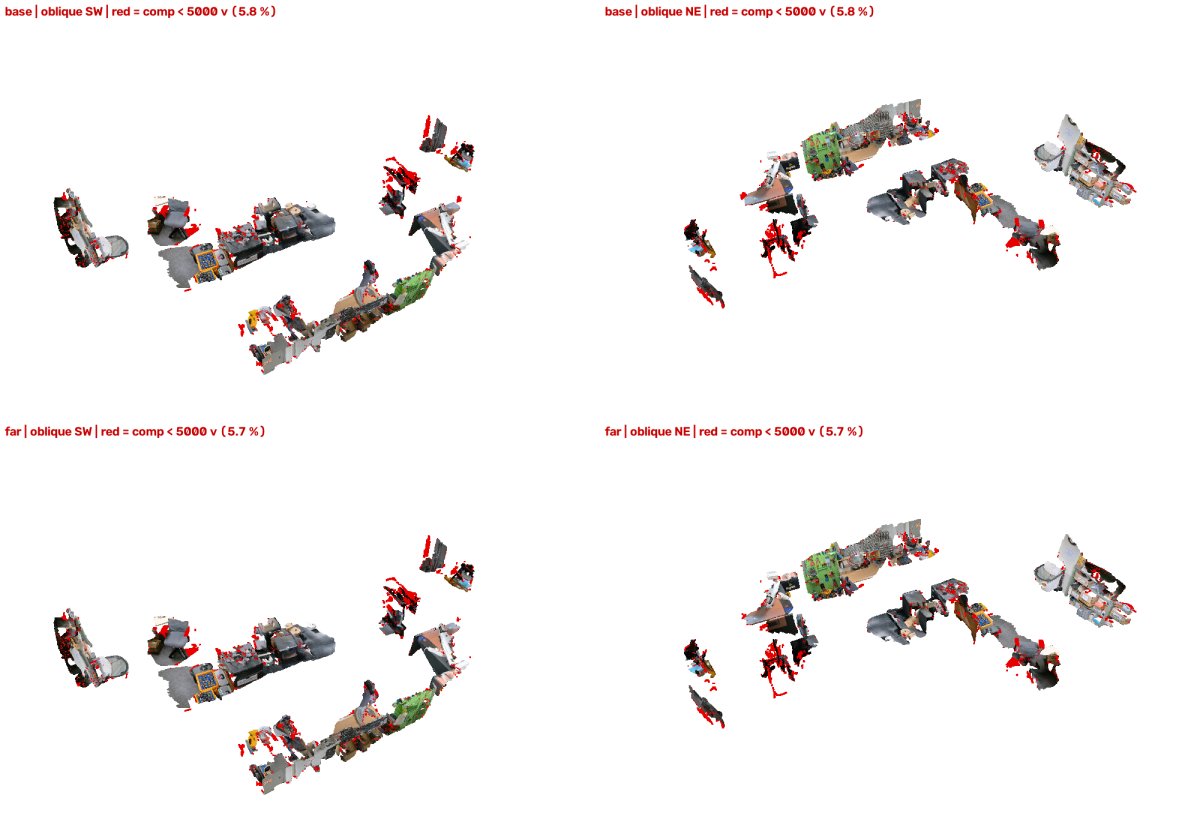 base | oblique SW | red = comp < 5000 v (5.8 %)
base | oblique NE | red = comp < 5000 v (5.8 %)
far | oblique SW | red = comp < 5000 v (5.7 %)
far | oblique NE | red = comp < 5000 v (5.7 %)